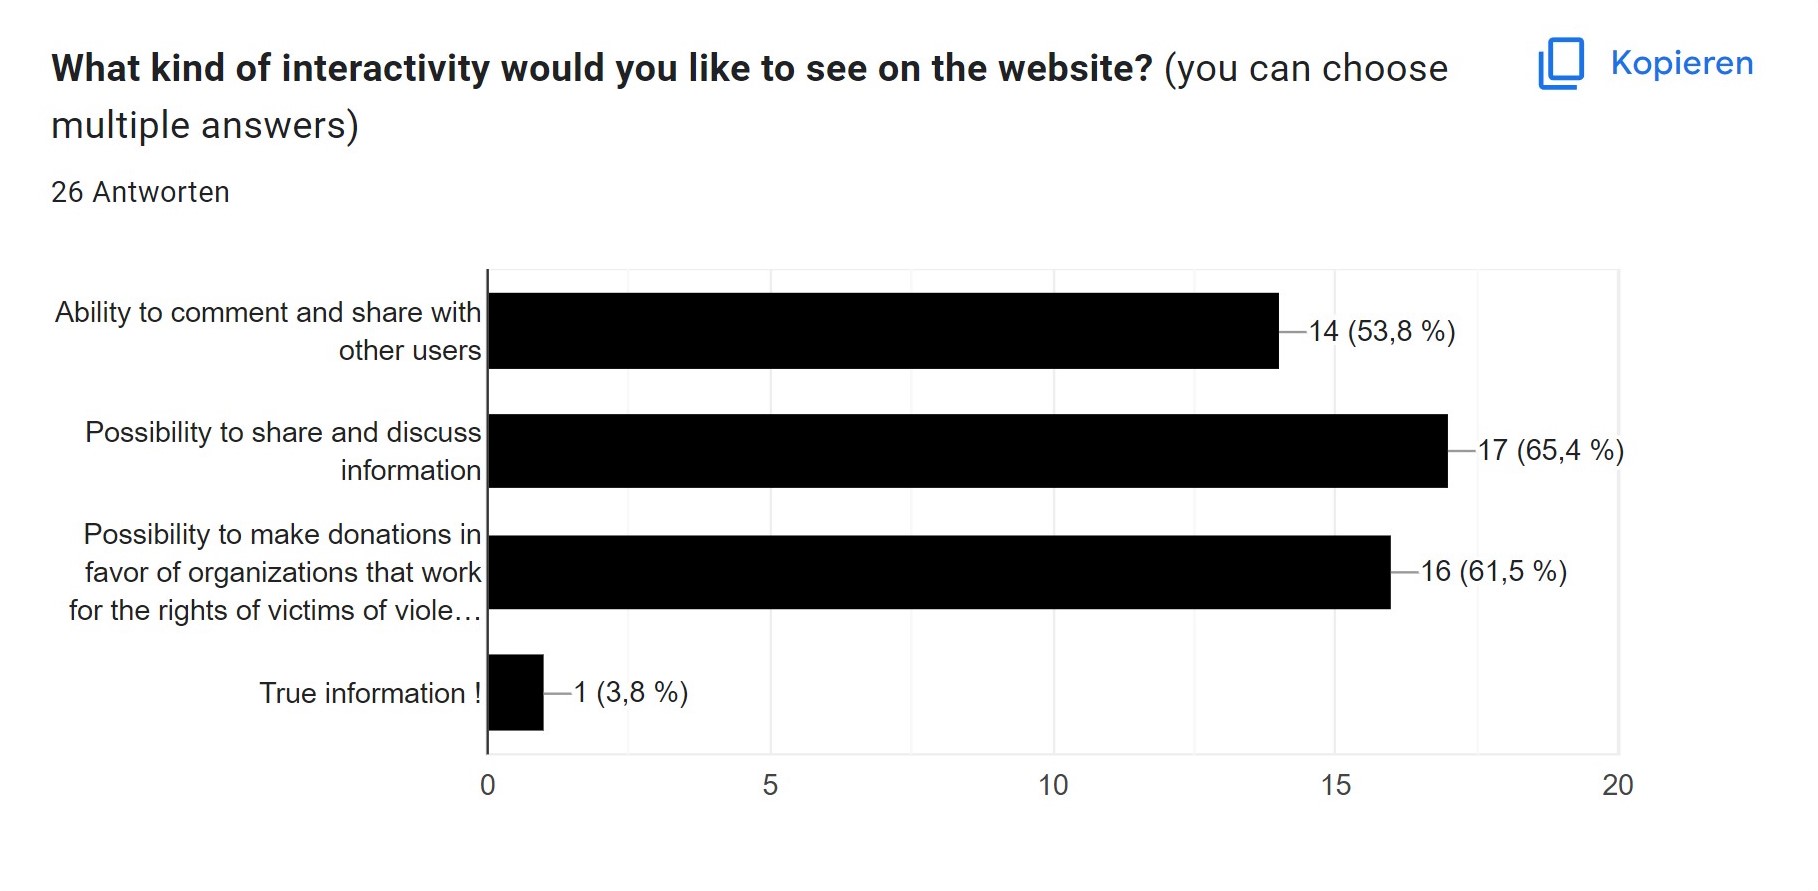 What kind of interactivity would you like to see on the website? (you can choose
multiple answers)
Kopieren
26 Antworten
Ability to comment and share with
other users
14 (53,8 %)
Possibility to share and discuss
information
17 (65,4 %)
Possibility to make donations in
favor of organizations that work
for the rights of victims of viole…
16 (61,5 %)
True information !
1 (3,8 %)
0 5 10 15 20